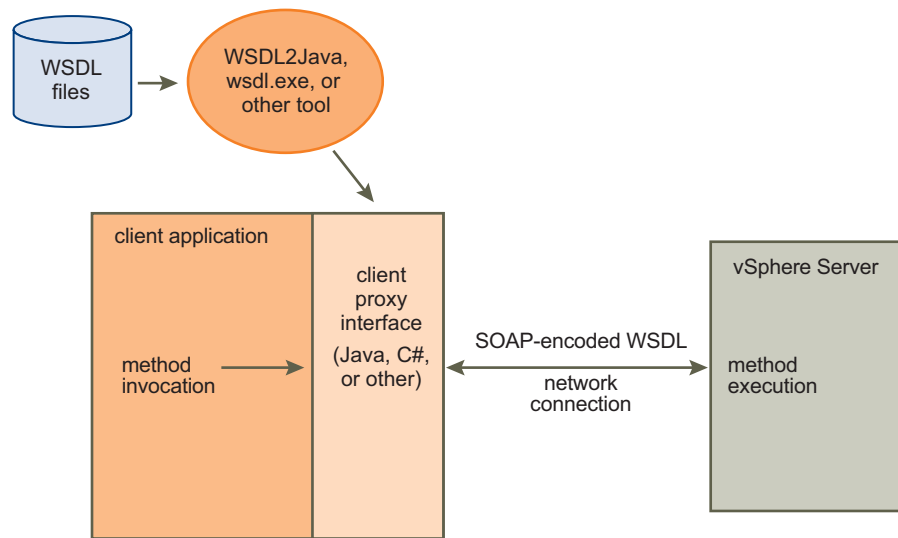 WSDL
files
WSDL2Java,
wsdl.exe, or
other tool
client application
client
proxy
interface
(Java, C#,
or other)
method
invocation
SOAP-encoded WSDL
network
connection
vSphere Server
method
execution